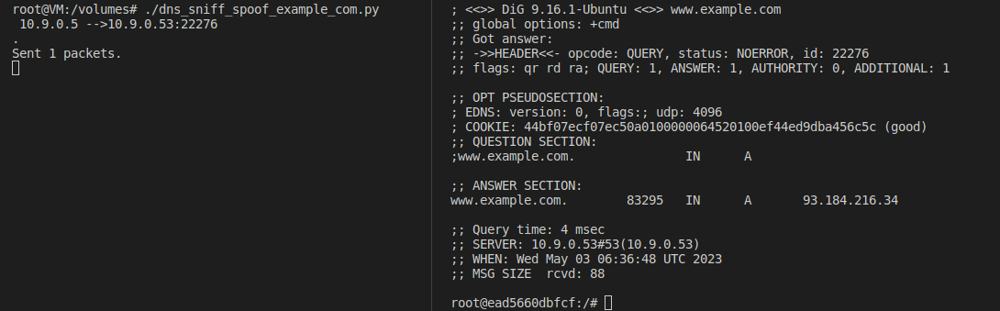 root@VM:/volumes# ./dns_sniff_spoof_example_com.py
10.9.0.5 -->10.9.0.53:22276
.
Sent 1 packets.
; <<>> DiG 9.16.1-Ubuntu <<>> www.example.com
;; global options: +cmd
;; Got answer:
;; ->>HEADER<<- opcode: QUERY, status: NOERROR, id: 22276
;; flags: qr rd ra; QUERY: 1, ANSWER: 1, AUTHORITY: 0, ADDITIONAL: 1
;; OPT PSEUDOSECTION:
; EDNS: version: 0, flags:; udp: 4096
; COOKIE: 44bf07ecf07ec50a0100000064520100ef44ed9dba456c5c (good)
;; QUESTION SECTION:
;www.example.com. IN A
;; ANSWER SECTION:
www.example.com. 83295 IN A 93.184.216.34
;; Query time: 4 msec
;; SERVER: 10.9.0.53#53(10.9.0.53)
;; WHEN: Wed May 03 06:36:48 UTC 2023
;; MSG SIZE rcvd: 88
root@ead5660dbfcf:/#